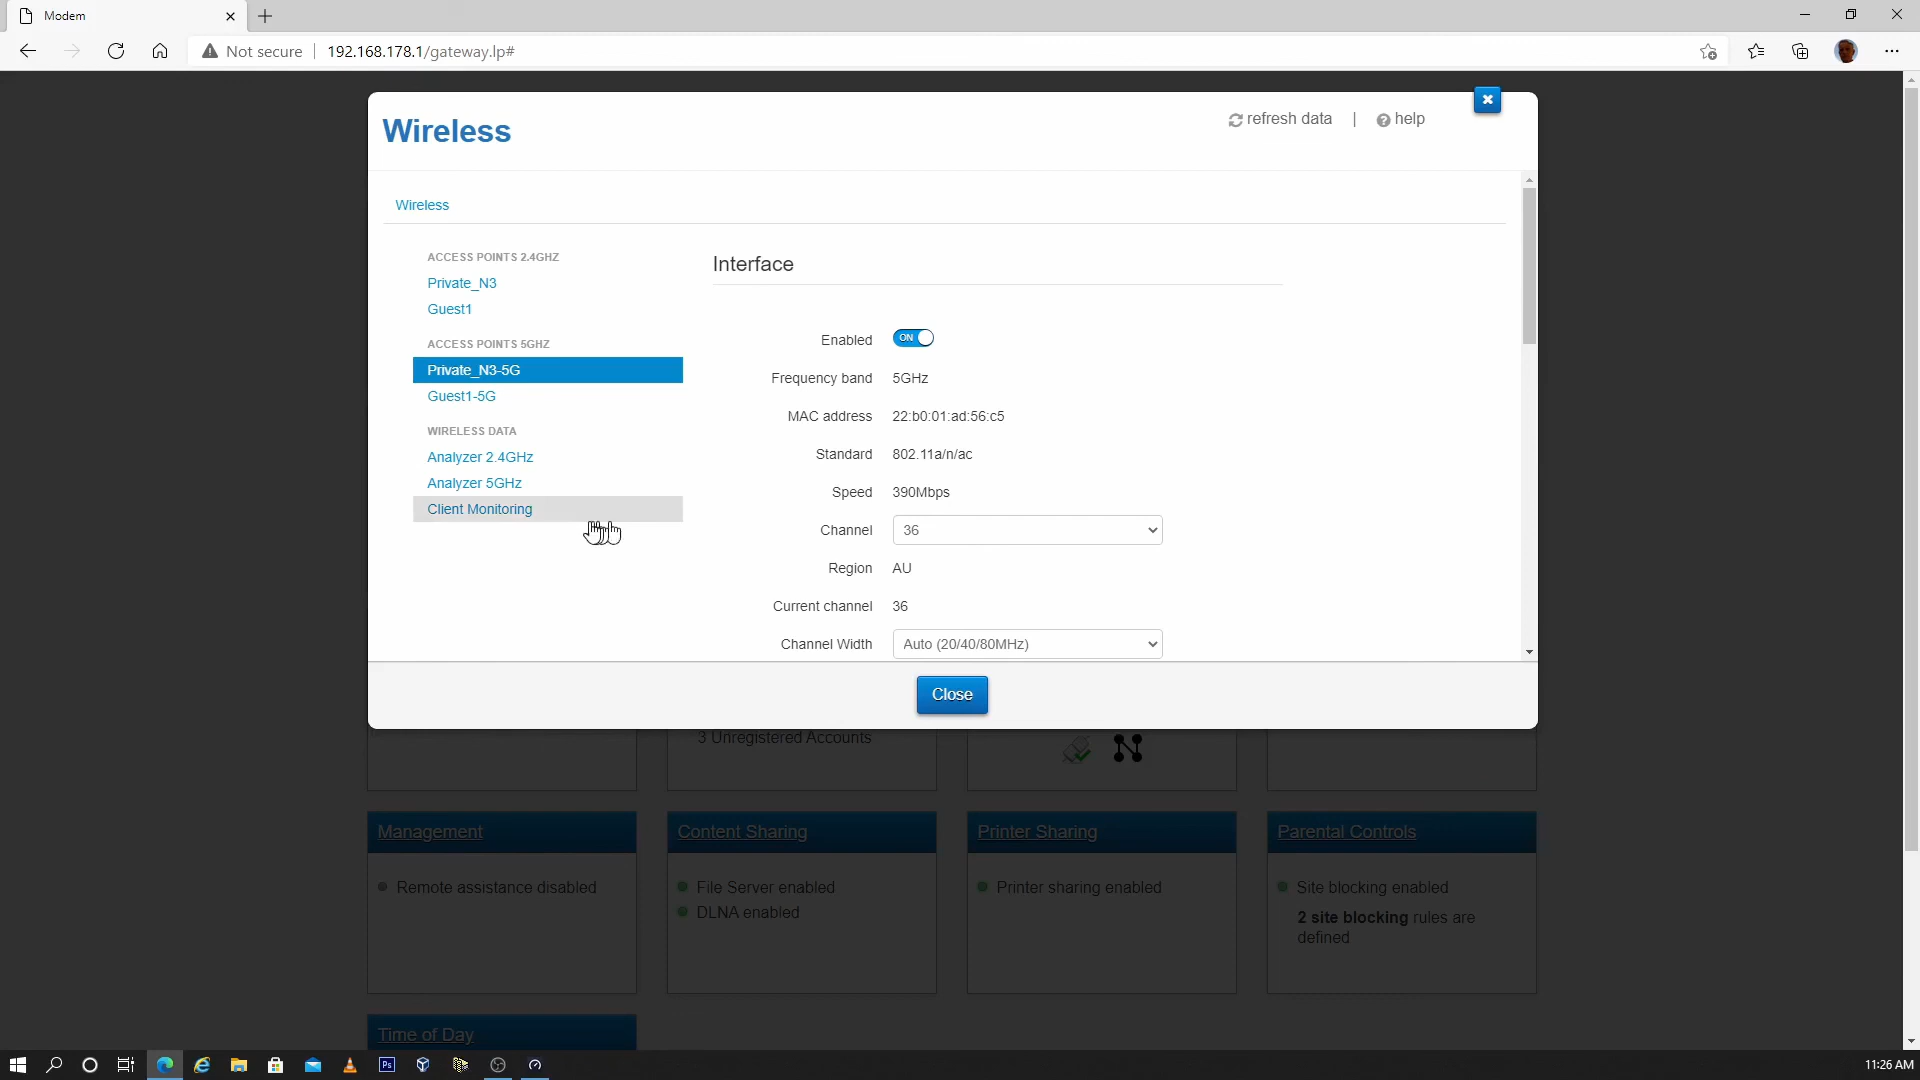 Modem
Not secure
192.168.178.1/gateway.lp#
Wireless
refresh data | help
Wireless
ACCESS POINTS 2.4GHZ
Private_N3
Guest1
ACCESS POINTS 5GHZ
Private_N3-5G
Guest1-5G
WIRELESS DATA
Analyzer 2.4GHz
Analyzer 5GHz
Client Monitoring
Interface
Enabled ON
Frequency band 5GHz
MAC address 22:b0:01:ad:56:c5
Standard 802.11a/n/ac
Speed 390Mbps
Channel 36
Region AU
Current channel 36
Channel Width Auto (20/40/80MHz)
Close
3 Unregistered Accounts
Management
Remote assistance disabled
Content Sharing
File Server enabled
DLNA enabled
Printer Sharing
Printer sharing enabled
Parental Controls
Site blocking enabled
2 site blocking rules are
defined
Time of Day
Ps
11:26 AM